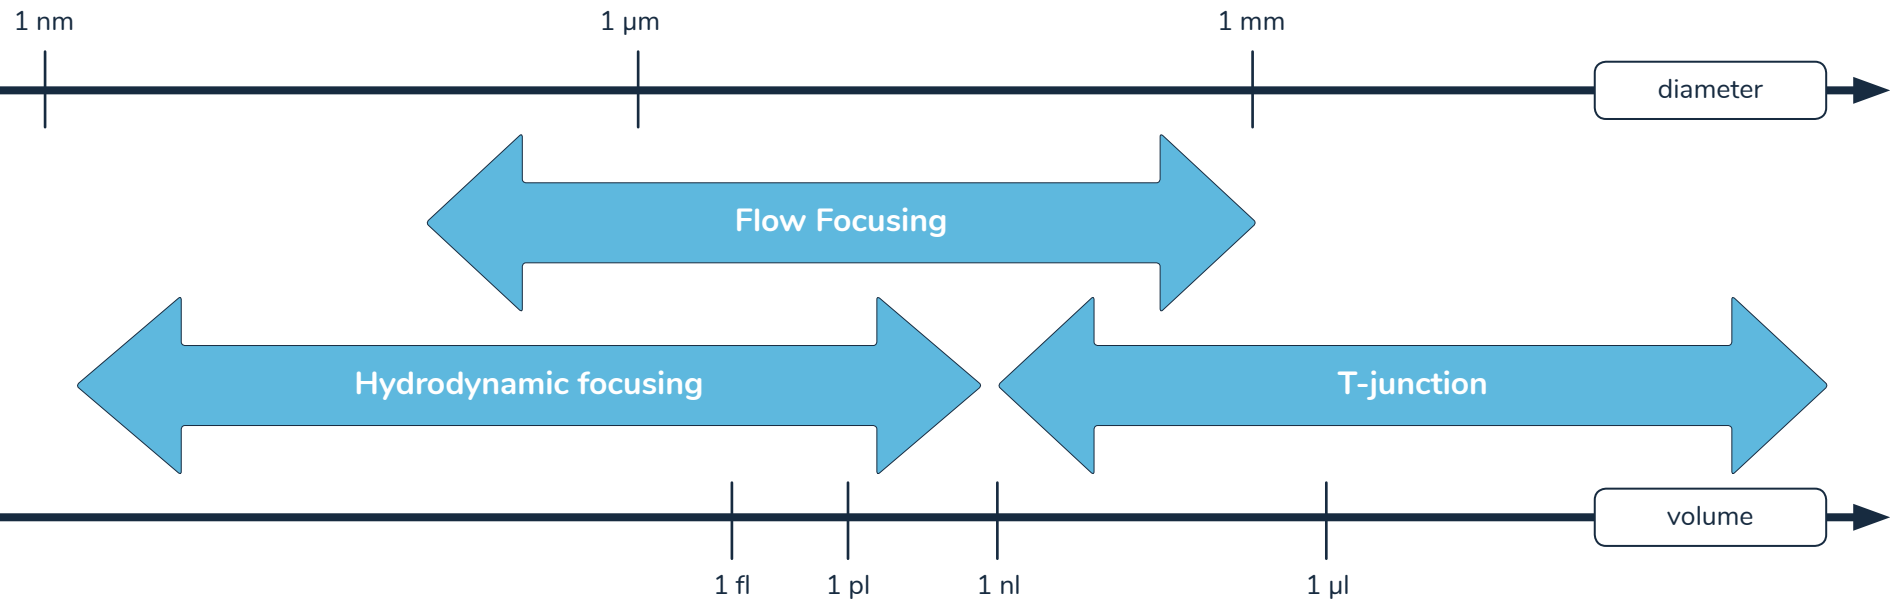 1 nm
1 µm
1 mm
diameter
Flow Focusing
Hydrodynamic focusing
T-junction
volume
1 fl
1 pl
1 nl
1 µl